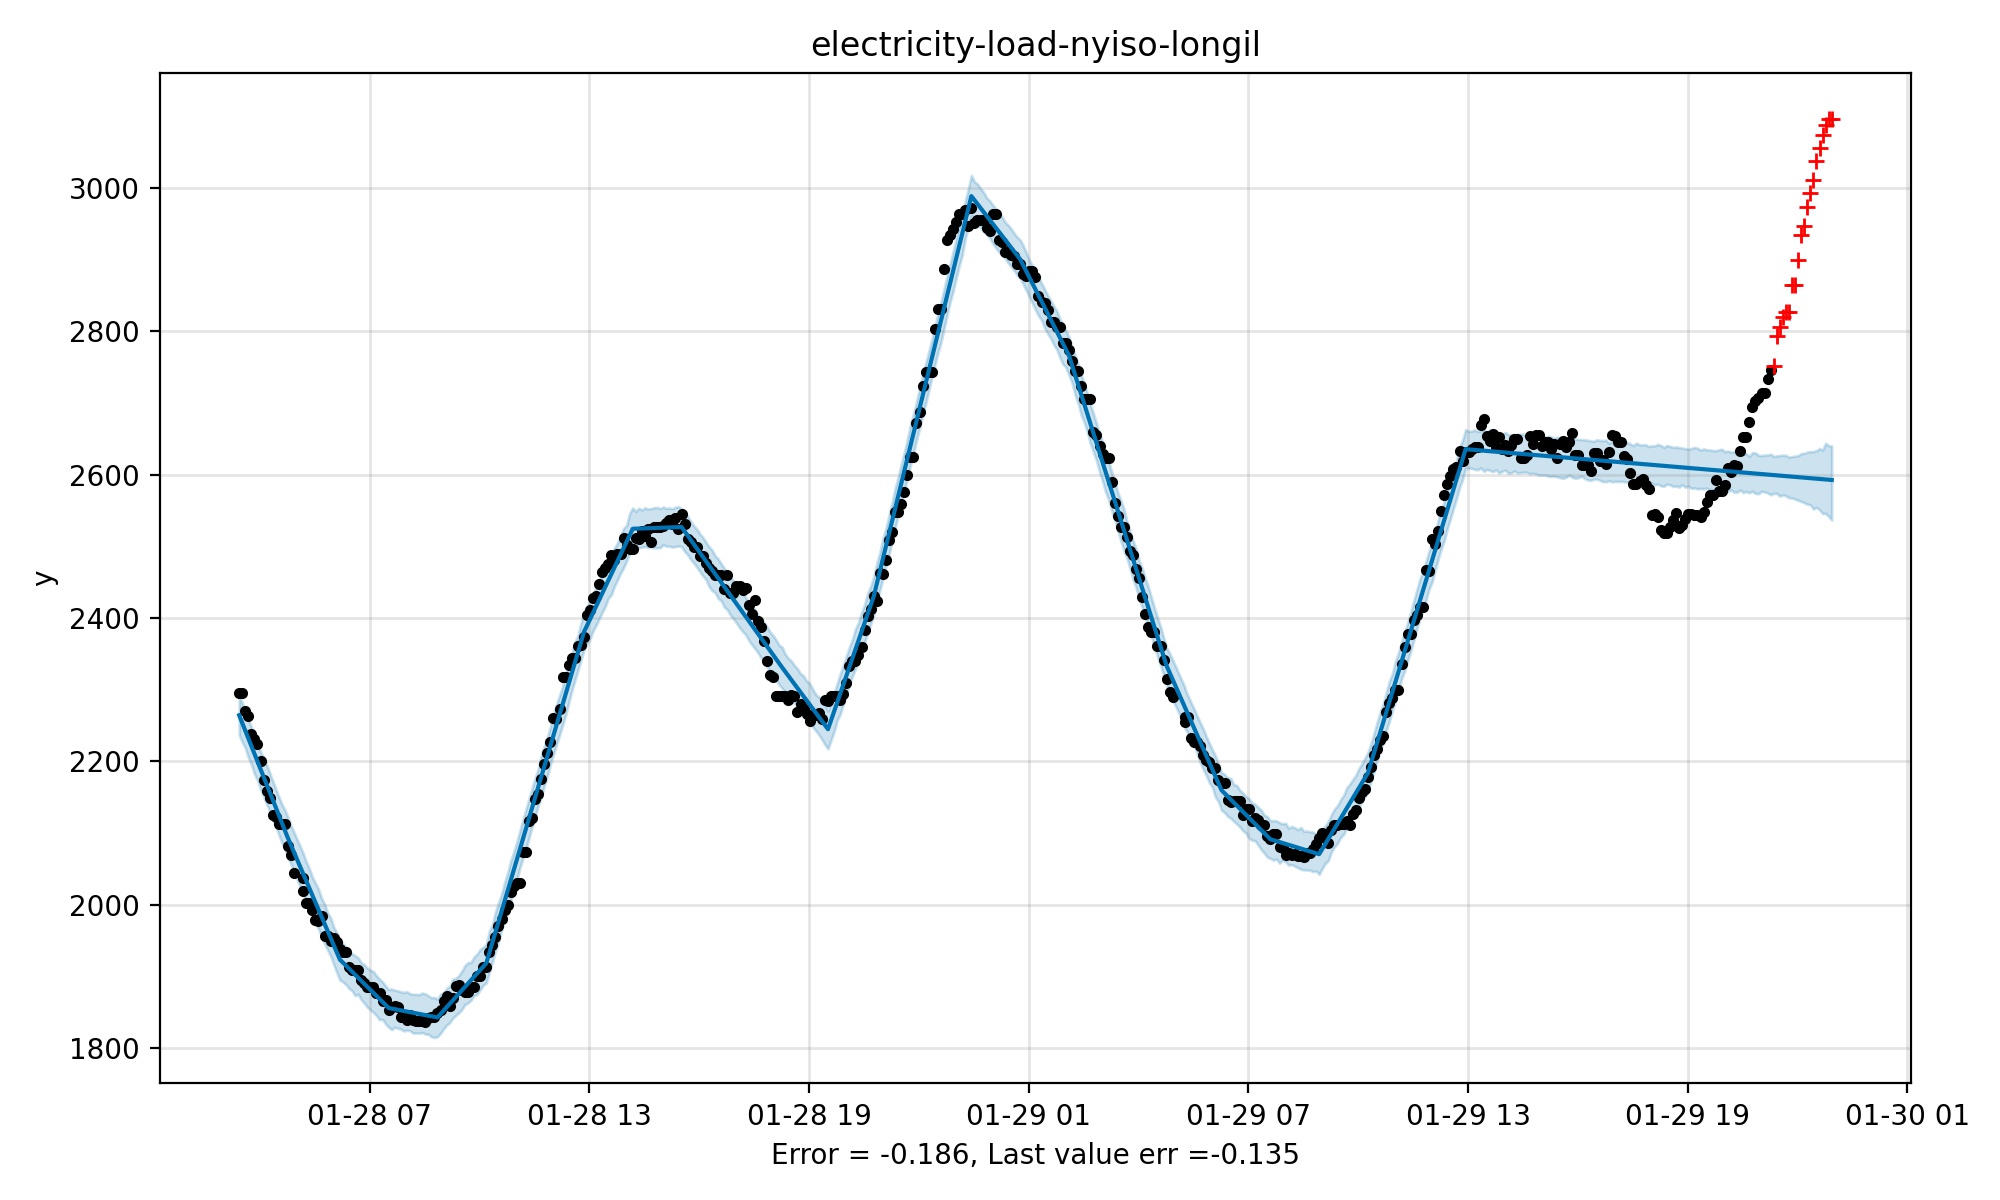 electricity-load-nyiso-longil
3000
2800
2600
2400
2200
2000
1800
y
01-28 07 01-28 13 01-28 19 01-29 01 01-29 07 01-29 13 01-29 19 01-30 01
Error = -0.186, Last value err =-0.135